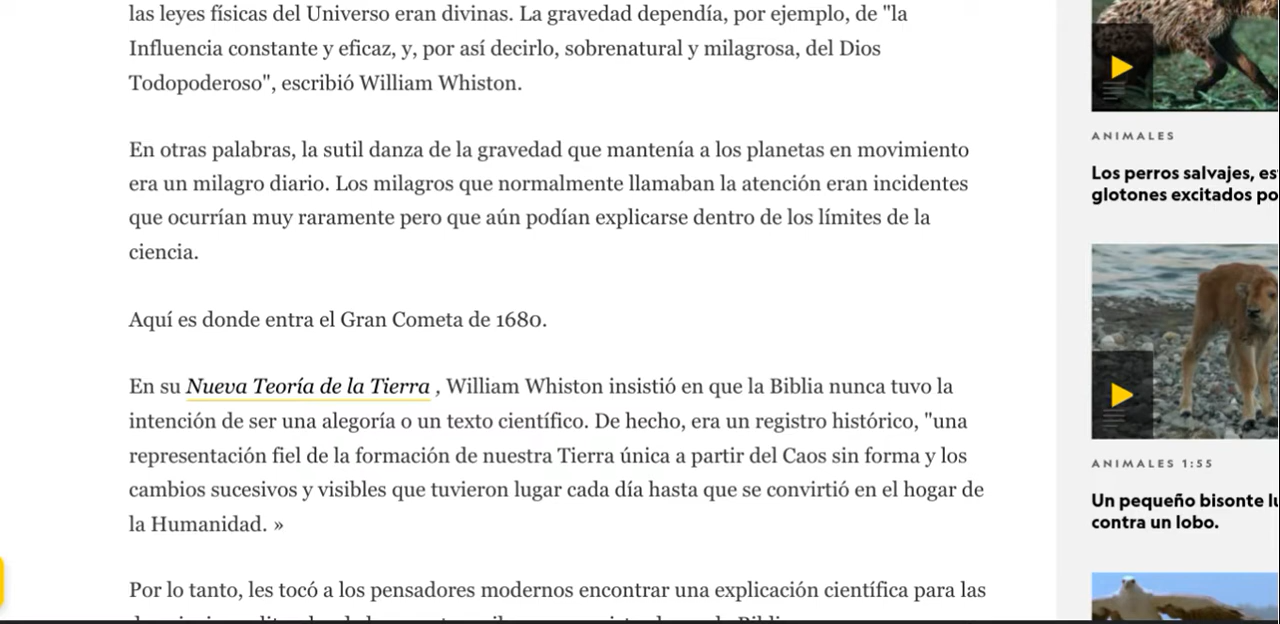 las leyes físicas del Universo eran divinas. La gravedad dependía, por ejemplo, de "la
Influencia constante y eficaz, y, por así decirlo, sobrenatural y milagrosa, del Dios
Todopoderoso", escribió William Whiston.
En otras palabras, la sutil danza de la gravedad que mantenía a los planetas en movimiento
era un milagro diario. Los milagros que normalmente llamaban la atención eran incidentes
que ocurrían muy raramente pero que aún podían explicarse dentro de los límites de la
ciencia.
Aquí es donde entra el Gran Cometa de 1680.
En su Nueva Teoría de la Tierra , William Whiston insistió en que la Biblia nunca tuvo la
intención de ser una alegoría o un texto científico. De hecho, era un registro histórico, "una
representación fiel de la formación de nuestra Tierra única a partir del Caos sin forma y los
cambios sucesivos y visibles que tuvieron lugar cada día hasta que se convirtió en el hogar de
la Humanidad. »
Por lo tanto, les tocó a los pensadores modernos encontrar una explicación científica para las
ANIMALES
Los perros salvajes, es
glotones excitados po
ANIMALES 1:55
Un pequeño bisonte lu
contra un lobo.